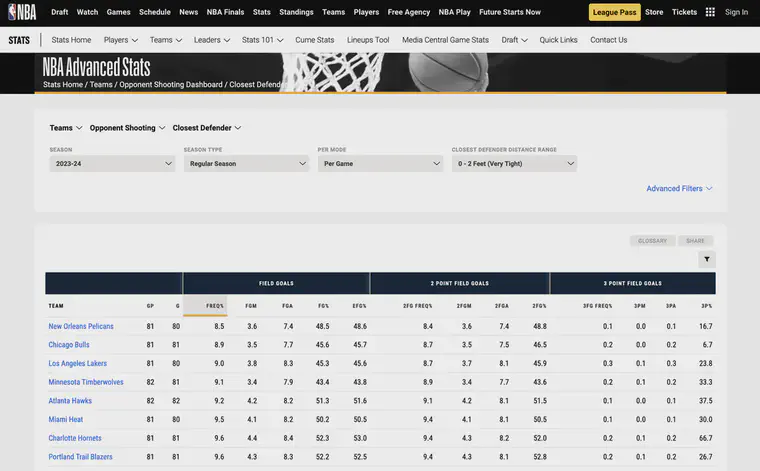 NBA Draft Watch Games Schedule News NBA Finals Stats Standings Teams Players Free Agency NBA Play Future Starts Now League Pass Store Tickets Sign In
STATS Stats Home Players Teams Leaders Stats 101 Cume Stats Lineups Tool Media Central Game Stats Draft Quick Links Contact Us
NBA Advanced Stats
Stats Home / Teams / Opponent Shooting Dashboard / Closest Defend
Teams Opponent Shooting Closest Defender
SEASON SEASON TYPE PER MODE CLOSEST DEFENDER DISTANCE RANGE
2023-24 Regular Season Per Game 0 - 2 Feet (Very Tight)
Advanced Filters
GLOSSARY SHARE
FIELD GOALS 2 POINT FIELD GOALS 3 POINT FIELD GOALS
TEAM GP G FREQ% FGM FGA FG% EFG% 2FG FREQ% 2FGM 2FGA 2FG% 3FG FREQ% 3PM 3PA 3P%
New Orleans Pelicans 81 80 8.5 3.6 7.4 48.5 48.6 8.4 3.6 7.4 48.8 0.1 0.0 0.1 16.7
Chicago Bulls 81 81 8.9 3.5 7.7 45.6 45.7 8.7 3.5 7.5 46.5 0.2 0.0 0.2 6.7
Los Angeles Lakers 81 80 9.0 3.8 8.3 45.3 45.6 8.7 3.7 8.1 45.9 0.3 0.1 0.3 23.8
Minnesota Timberwolves 82 81 9.1 3.4 7.9 43.4 43.8 8.9 3.4 7.7 43.6 0.2 0.1 0.2 33.3
Atlanta Hawks 82 82 9.2 4.2 8.2 51.3 51.6 9.1 4.2 8.1 51.5 0.2 0.1 0.1 37.5
Miami Heat 81 80 9.5 4.1 8.2 50.2 50.5 9.4 4.1 8.1 50.5 0.2 0.0 0.1 30.0
Charlotte Hornets 81 81 9.6 4.4 8.4 52.3 53.0 9.4 4.3 8.2 52.0 0.2 0.1 0.2 66.7
Portland Trail Blazers 81 81 9.6 4.3 8.3 52.2 52.5 9.4 4.3 8.1 52.8 0.2 0.1 0.2 26.7